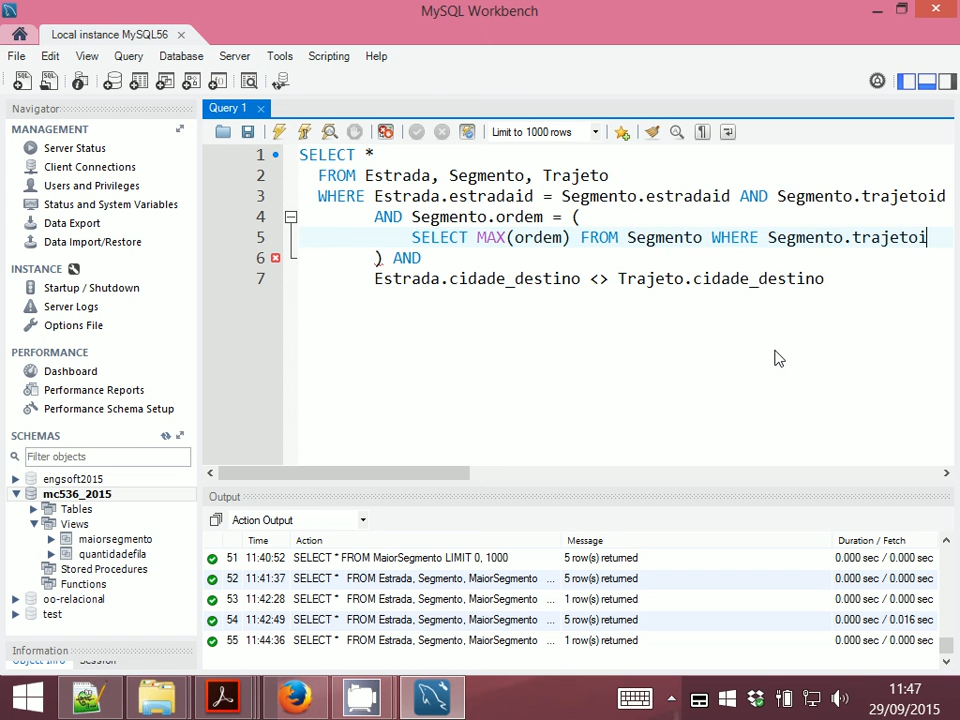 MySQL Workbench
Local instance MySQL56
File Edit View Query Database Server Tools Scripting Help
Navigator
MANAGEMENT
Server Status
Client Connections
Users and Privileges
Status and System Variables
Data Export
Data Import/Restore
INSTANCE
Startup / Shutdown
Server Logs
Options File
PERFORMANCE
Dashboard
Performance Reports
Performance Schema Setup
SCHEMAS
Filter objects
engsoft2015
mc536_2015
Tables
Views
maiorsegmento
quantidadefila
Stored Procedures
Functions
oo-relacional
test
Information
Object Info Session
Query 1
Limit to 1000 rows
1 SELECT *
2 FROM Estrada, Segmento, Trajeto
3 WHERE Estrada.estradaid = Segmento.estradaid AND Segmento.trajetoid
4 AND Segmento.ordem = (
5 SELECT MAX(ordem) FROM Segmento WHERE Segmento.trajetoi
6 ) AND
7 Estrada.cidade_destino <> Trajeto.cidade_destino
Output
Action Output
Time Action Message Duration / Fetch
51 11:40:52 SELECT * FROM MaiorSegmento LIMIT 0, 1000 5 row(s) returned 0.000 sec / 0.000 sec
52 11:41:37 SELECT * FROM Estrada, Segmento, MaiorSegmento ... 5 row(s) returned 0.000 sec / 0.000 sec
53 11:42:28 SELECT * FROM Estrada, Segmento, MaiorSegmento ... 1 row(s) returned 0.000 sec / 0.000 sec
54 11:42:49 SELECT * FROM Estrada, Segmento, MaiorSegmento ... 5 row(s) returned 0.000 sec / 0.016 sec
55 11:44:36 SELECT * FROM Estrada, Segmento, MaiorSegmento ... 1 row(s) returned 0.000 sec / 0.000 sec
11:47
29/09/2015